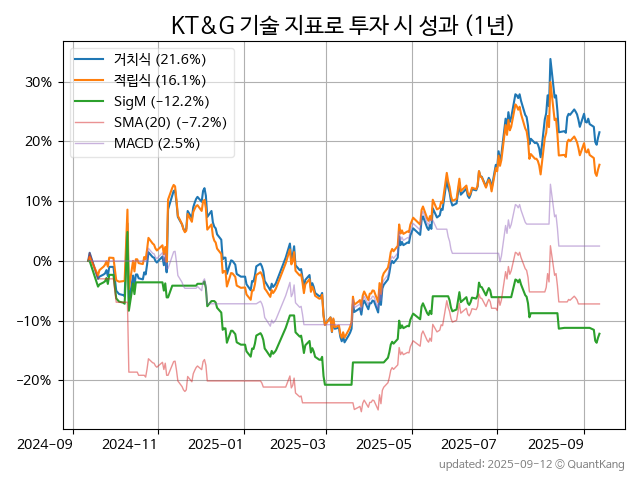 KT&G 기술 지표로 투자 시 성과 (1년)
거치식 (21.6%)
적립식 (16.1%)
SigM (−12.2%)
SMA(20) (−7.2%)
MACD (2.5%)
30%
20%
10%
0%
−10%
−20%
2024-09 2024-11 2025-01 2025-03 2025-05 2025-07 2025-09
updated: 2025-09-12 © QuantKang